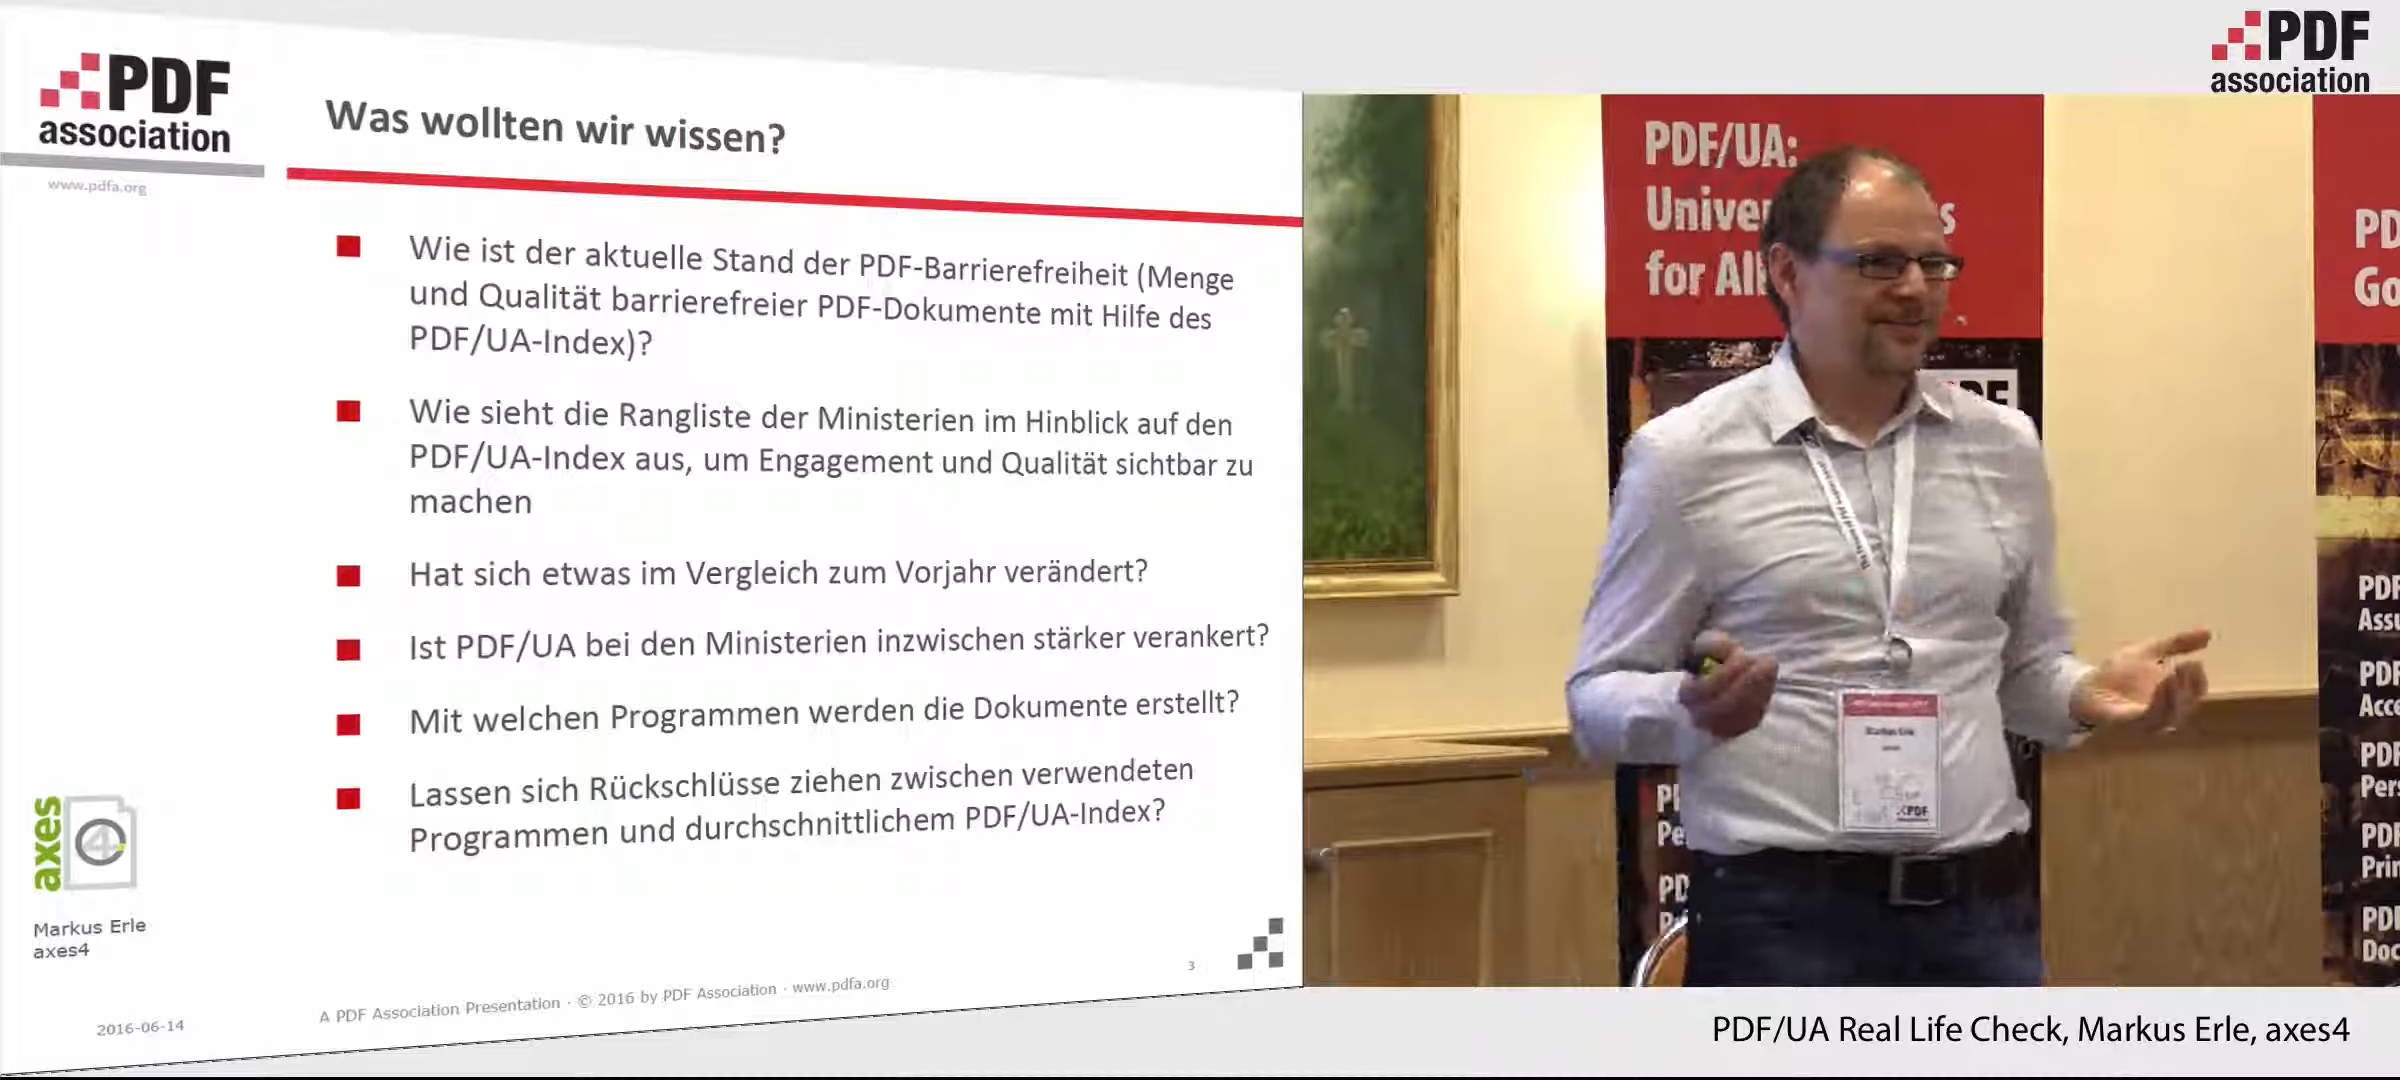 PDF
association
www.pdfa.org
Was wollten wir wissen?
Wie ist der aktuelle Stand der PDF-Barrierefreiheit (Menge
und Qualität barrierefreier PDF-Dokumente mit Hilfe des
PDF/UA-Index)?
Wie sieht die Rangliste der Ministerien im Hinblick auf den
PDF/UA-Index aus, um Engagement und Qualität sichtbar zu
machen
Hat sich etwas im Vergleich zum Vorjahr verändert?
Ist PDF/UA bei den Ministerien inzwischen stärker verankert?
Mit welchen Programmen werden die Dokumente erstellt?
Lassen sich Rückschlüsse ziehen zwischen verwendeten
Programmen und durchschnittlichem PDF/UA-Index?
axes
4
Markus Erle
axes4
2016-06-14
A PDF Association Presentation · © 2016 by PDF Association · www.pdfa.org
3
PDF
association
PDF/UA:
for All
PDF
PDF/UA Real Life Check, Markus Erle, axes4